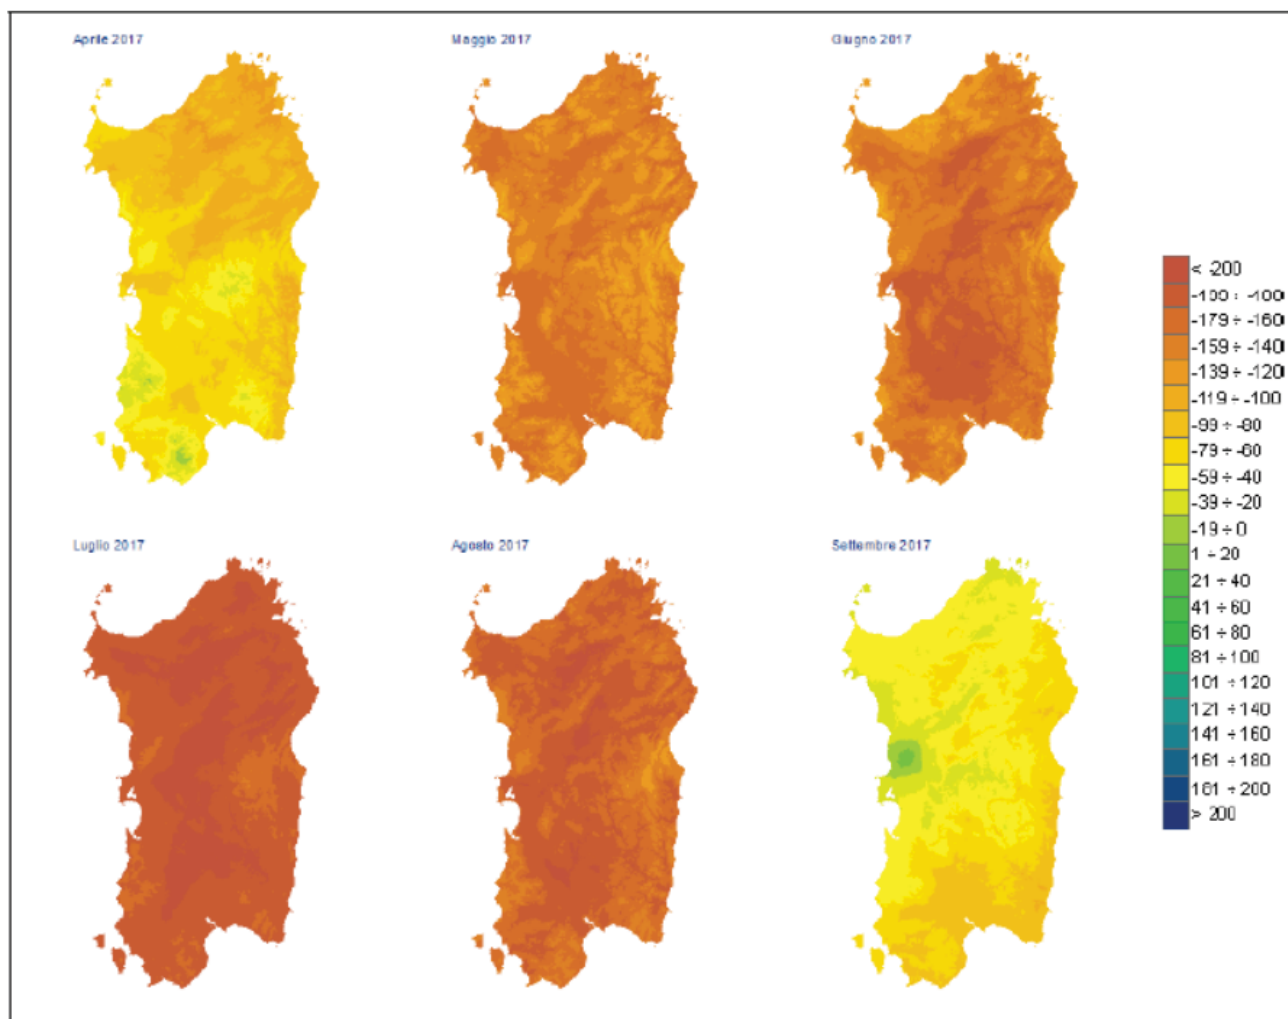 Aprile 2017
Maggio 2017
Giugno 2017
Luglio 2017
Agosto 2017
Settembre 2017
< -200
-199 ÷ -180
-179 ÷ -160
-159 ÷ -140
-139 ÷ -120
-119 ÷ -100
-99 ÷ -80
-79 ÷ -60
-59 ÷ -40
-39 ÷ -20
-19 ÷ 0
1 ÷ 20
21 ÷ 40
41 ÷ 60
61 ÷ 80
81 ÷ 100
101 ÷ 120
121 ÷ 140
141 ÷ 160
161 ÷ 180
181 ÷ 200
> 200